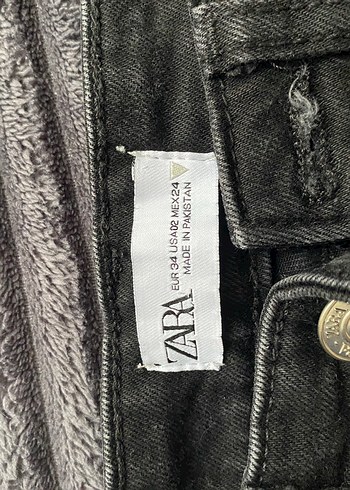 ZARA
EUR 34 USA 02 MEX 24
MADE IN PAKISTAN